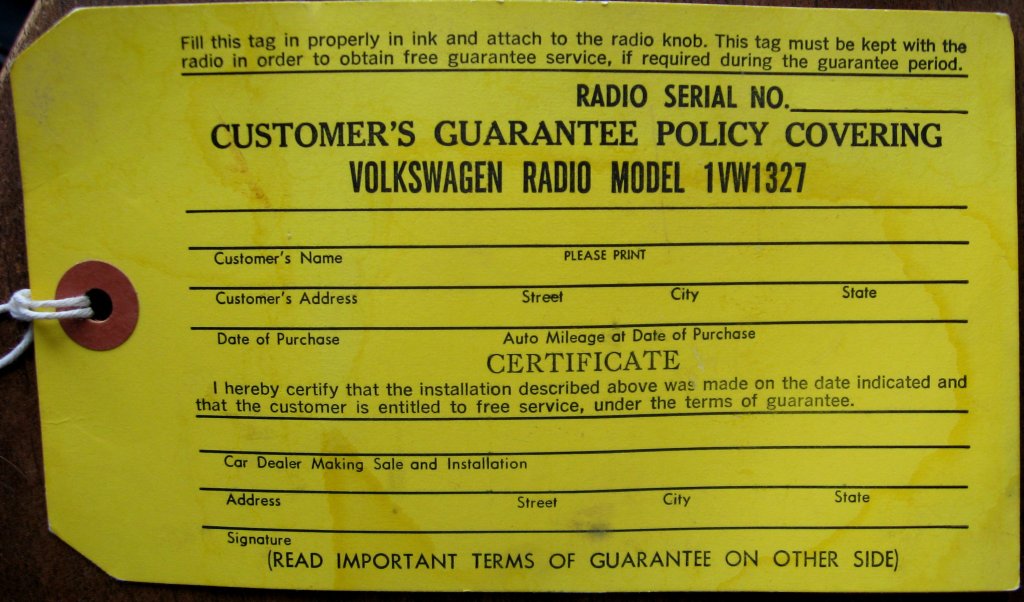 Fill this tag in properly in ink and attach to the radio knob. This tag must be kept with the
radio in order to obtain free guarantee service, if required during the guarantee period.
RADIO SERIAL NO.
CUSTOMER'S GUARANTEE POLICY COVERING
VOLKSWAGEN RADIO MODEL 1VW1327
Customer's Name PLEASE PRINT
Customer's Address Street City State
Date of Purchase Auto Mileage at Date of Purchase
CERTIFICATE
I hereby certify that the installation described above was made on the date indicated and
that the customer is entitled to free service, under the terms of guarantee.
Car Dealer Making Sale and Installation
Address Street City State
Signature
(READ IMPORTANT TERMS OF GUARANTEE ON OTHER SIDE)